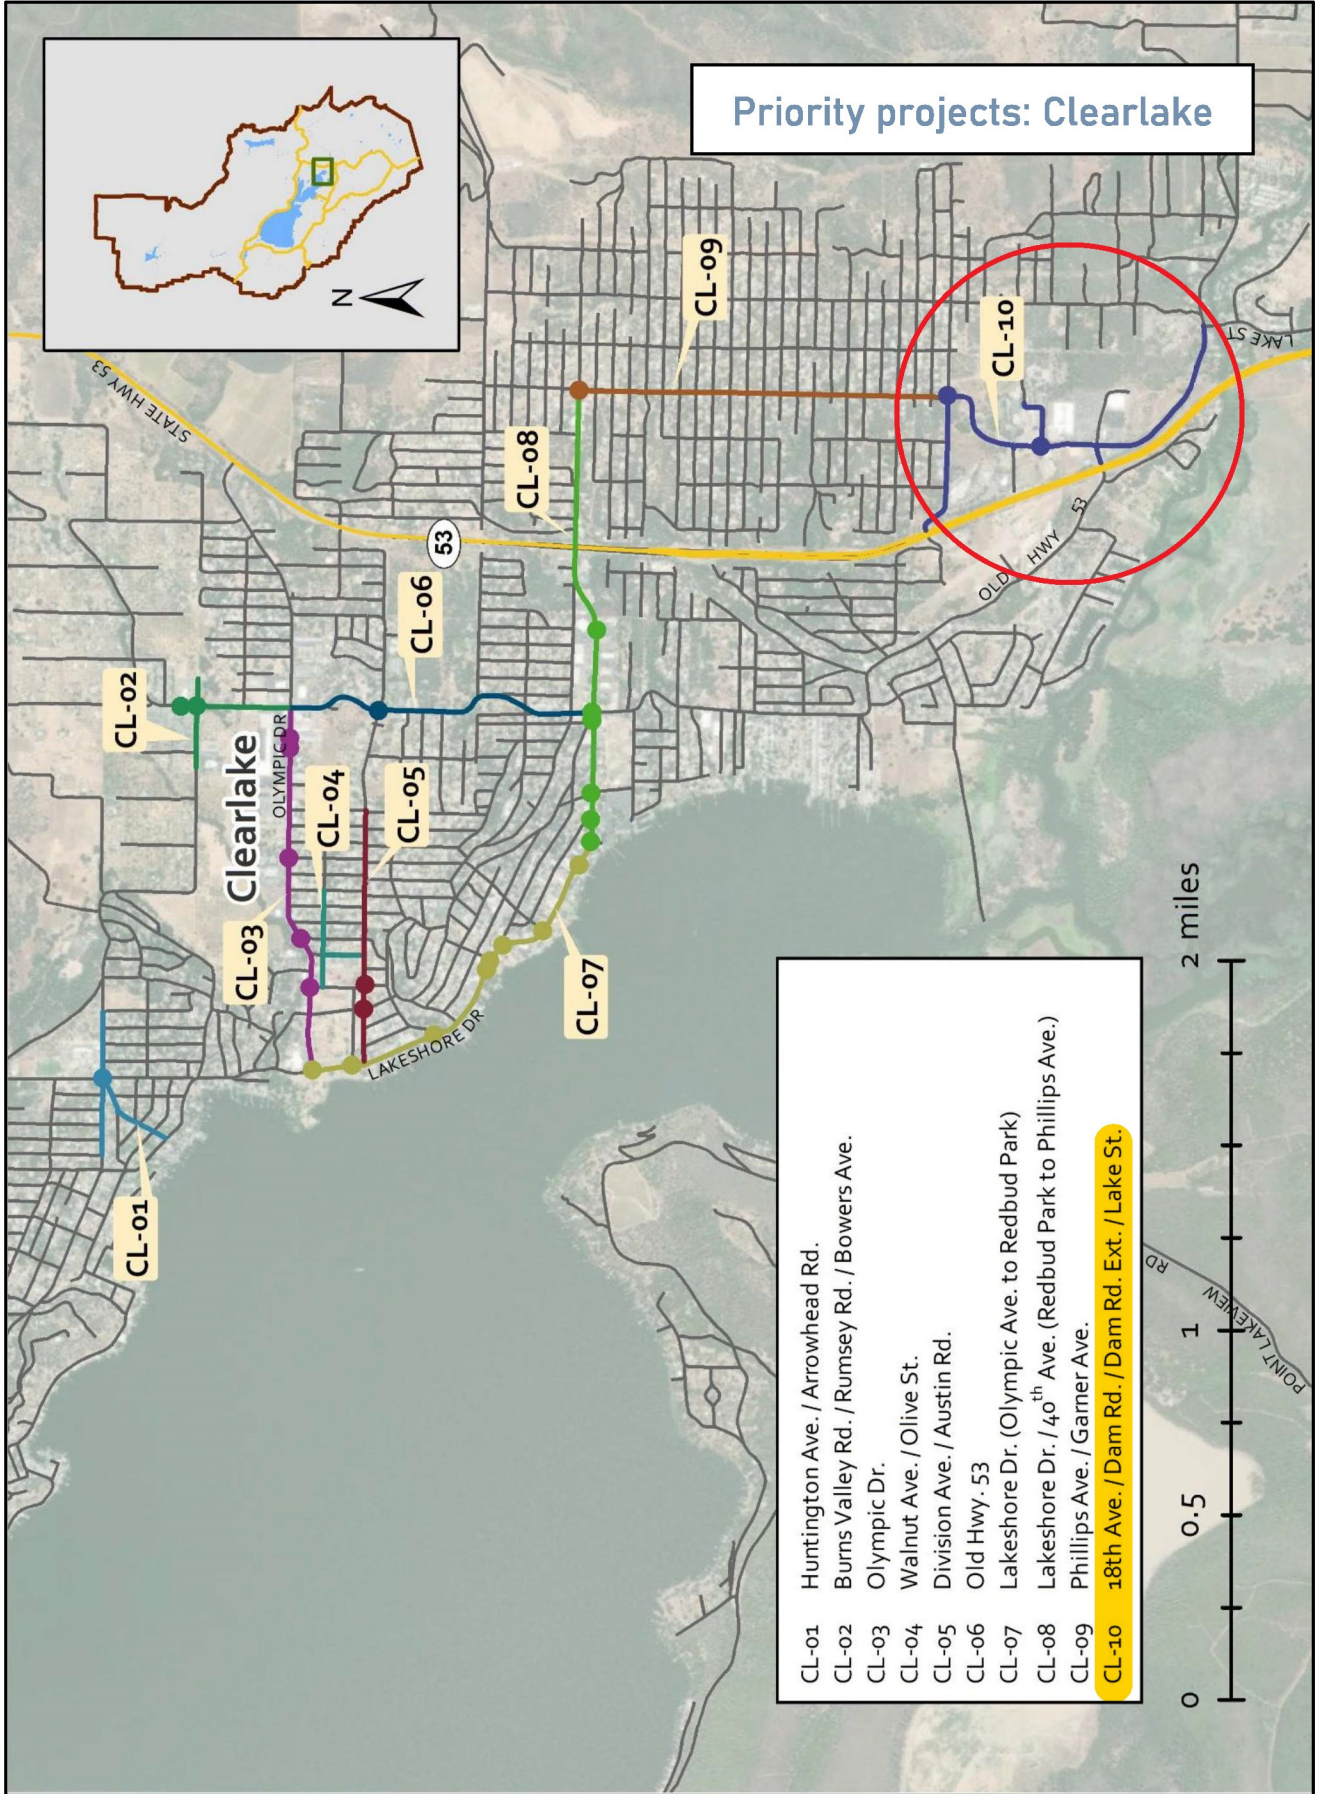 Priority projects: Clearlake
N
STATE HWY 53
53
CL-01
CL-02
CL-03
CL-04
CL-05
CL-06
CL-07
CL-08
CL-09
CL-10
Clearlake
OLYMPIC DR
LAKESHORE DR
OLD HWY 53
LAKE ST
POINT LAKEVIEW RD
CL-01 Huntington Ave. / Arrowhead Rd.
CL-02 Burns Valley Rd. / Rumsey Rd. / Bowers Ave.
CL-03 Olympic Dr.
CL-04 Walnut Ave. / Olive St.
CL-05 Division Ave. / Austin Rd.
CL-06 Old Hwy. 53
CL-07 Lakeshore Dr. (Olympic Ave. to Redbud Park)
CL-08 Lakeshore Dr. / 40th Ave. (Redbud Park to Phillips Ave.)
CL-09 Phillips Ave. / Garner Ave.
CL-10 18th Ave. / Dam Rd. / Dam Rd. Ext. / Lake St.
0 0.5 1 2 miles